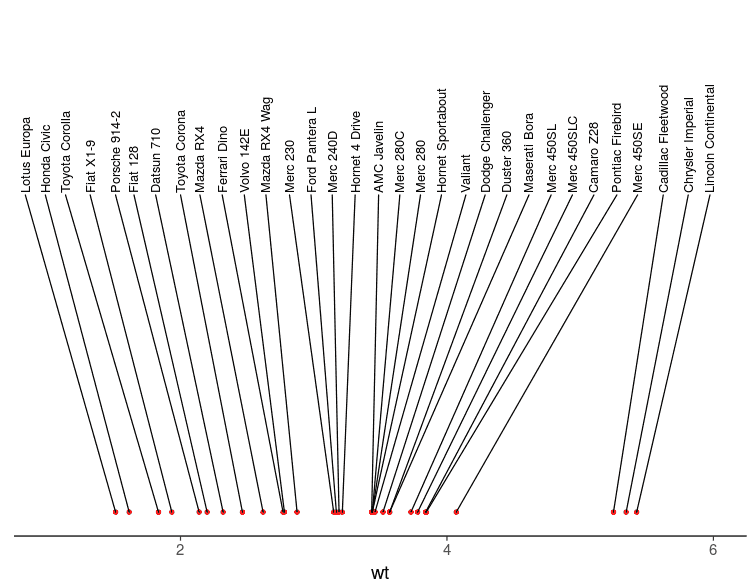 Lotus Europa
Honda Civic
Toyota Corolla
Fiat X1-9
Porsche 914-2
Fiat 128
Datsun 710
Toyota Corona
Mazda RX4
Ferrari Dino
Volvo 142E
Mazda RX4 Wag
Merc 230
Ford Pantera L
Merc 240D
Hornet 4 Drive
AMC Javelin
Merc 280C
Merc 280
Hornet Sportabout
Valiant
Dodge Challenger
Duster 360
Maserati Bora
Merc 450SL
Merc 450SLC
Camaro Z28
Pontiac Firebird
Merc 450SE
Cadillac Fleetwood
Chrysler Imperial
Lincoln Continental
2
4
6
wt